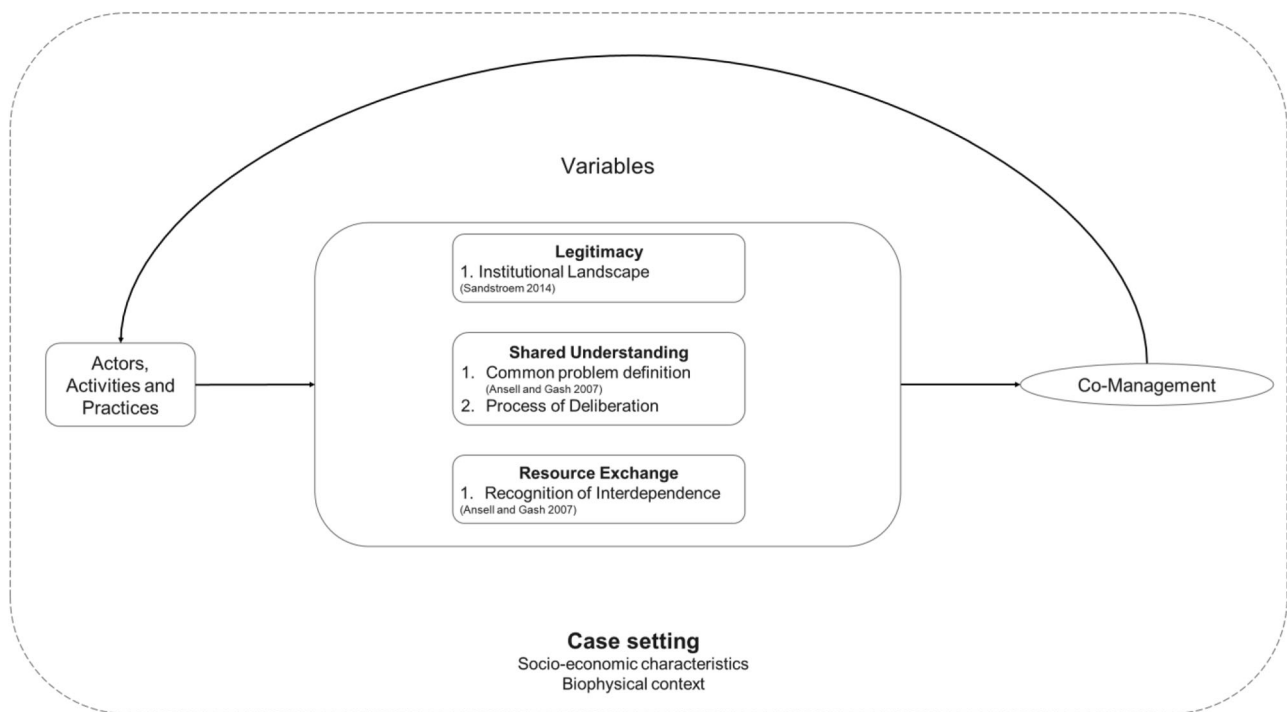 Variables
Legitimacy
1. Institutional Landscape
(Sandstroem 2014)
Shared Understanding
1. Common problem definition
(Ansell and Gash 2007)
2. Process of Deliberation
Resource Exchange
1. Recognition of Interdependence
(Ansell and Gash 2007)
Actors,
Activities and
Practices
Co-Management
Case setting
Socio-economic characteristics
Biophysical context